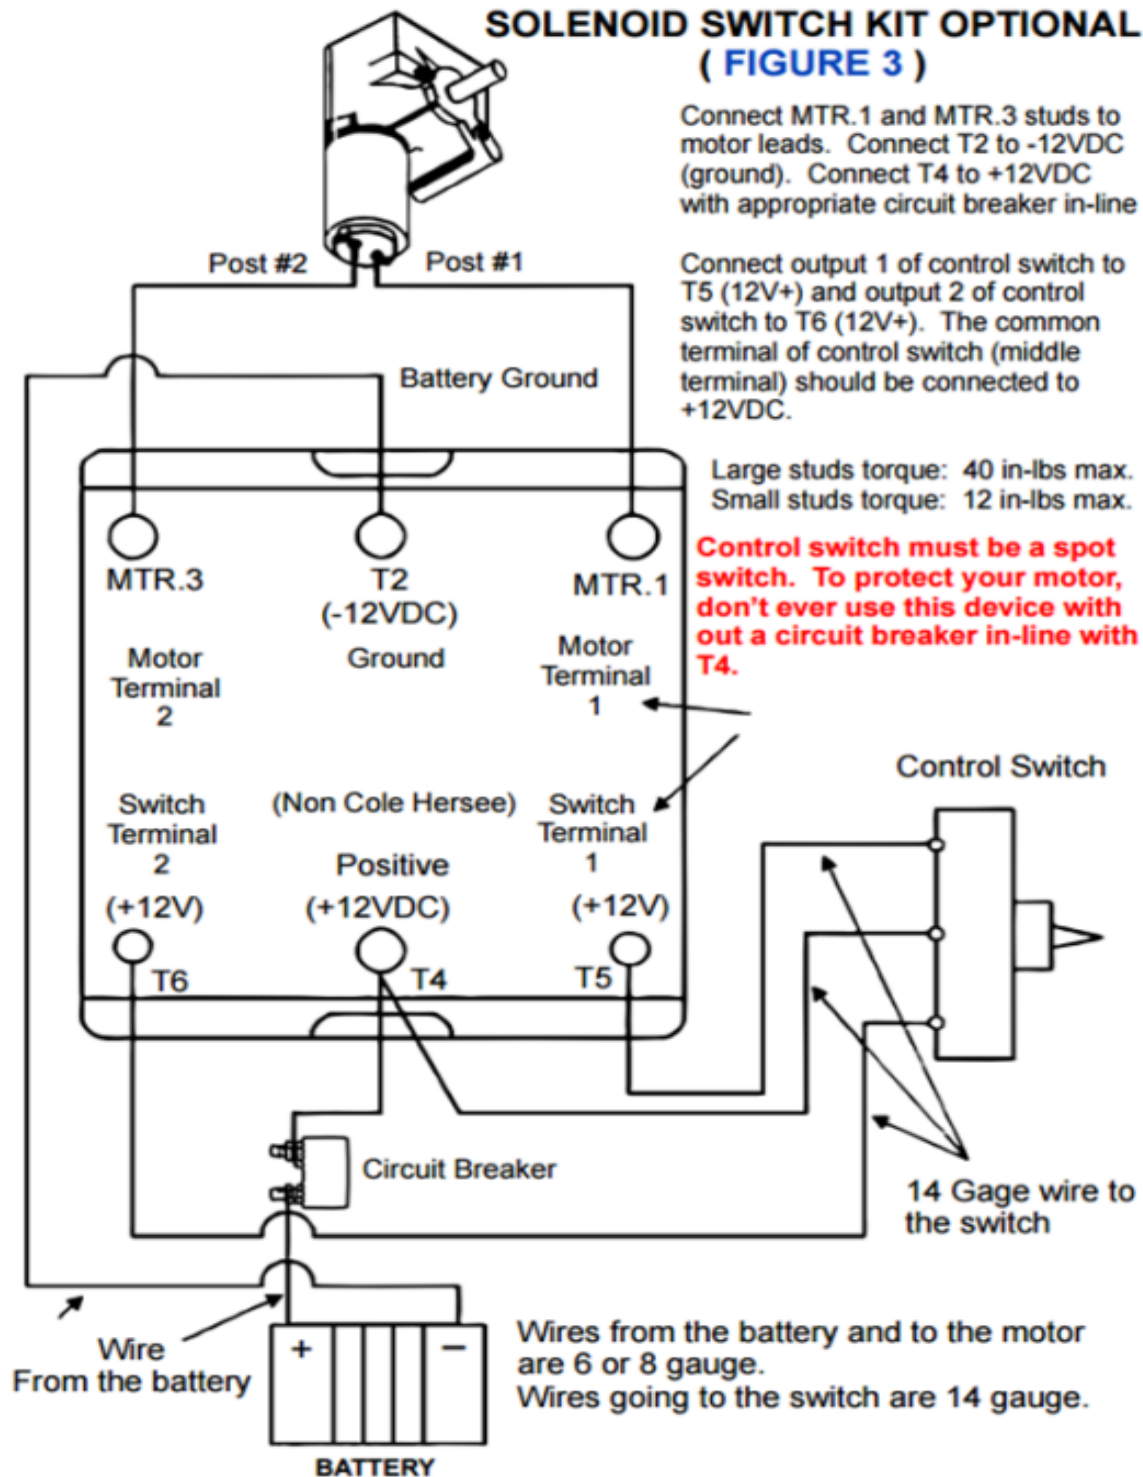 SOLENOID SWITCH KIT OPTIONAL
( FIGURE 3 )
Connect MTR.1 and MTR.3 studs to
motor leads. Connect T2 to -12VDC
(ground). Connect T4 to +12VDC
with appropriate circuit breaker in-line
Post #2
Post #1
Connect output 1 of control switch to
T5 (12V+) and output 2 of control
switch to T6 (12V+). The common
terminal of control switch (middle
terminal) should be connected to
+12VDC.
Battery Ground
Large studs torque: 40 in-lbs max.
Small studs torque: 12 in-lbs max.
Control switch must be a spot
switch. To protect your motor,
don't ever use this device with
out a circuit breaker in-line with
T4.
MTR.3
T2
(-12VDC)
MTR.1
Motor
Terminal
2
Ground
Motor
Terminal
1
Control Switch
Switch
Terminal
2
(+12V)
(Non Cole Hersee)
Positive
(+12VDC)
Switch
Terminal
1
(+12V)
T6
T4
T5
Circuit Breaker
14 Gage wire to
the switch
Wire
From the battery
+
−
BATTERY
Wires from the battery and to the motor
are 6 or 8 gauge.
Wires going to the switch are 14 gauge.